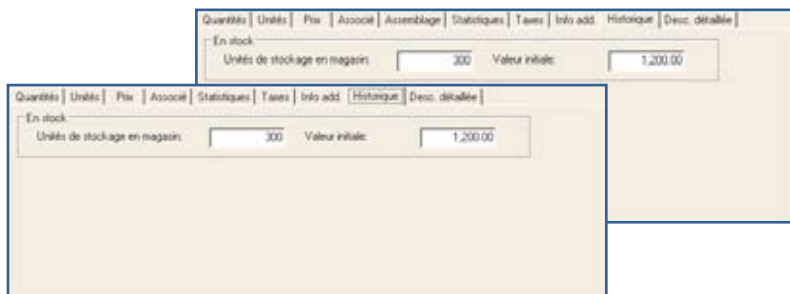 Quantités Unités Prix Associé Assemblage Statistiques Taxes Info add. Historique Desc. détaillée
En stock
Unités de stockage en magasin: 300 Valeur initiale: 1,200.00
Quantités Unités Prix Associé Statistiques Taxes Info add. Historique Desc. détaillée
En stock
Unités de stockage en magasin: 300 Valeur initiale: 1,200.00